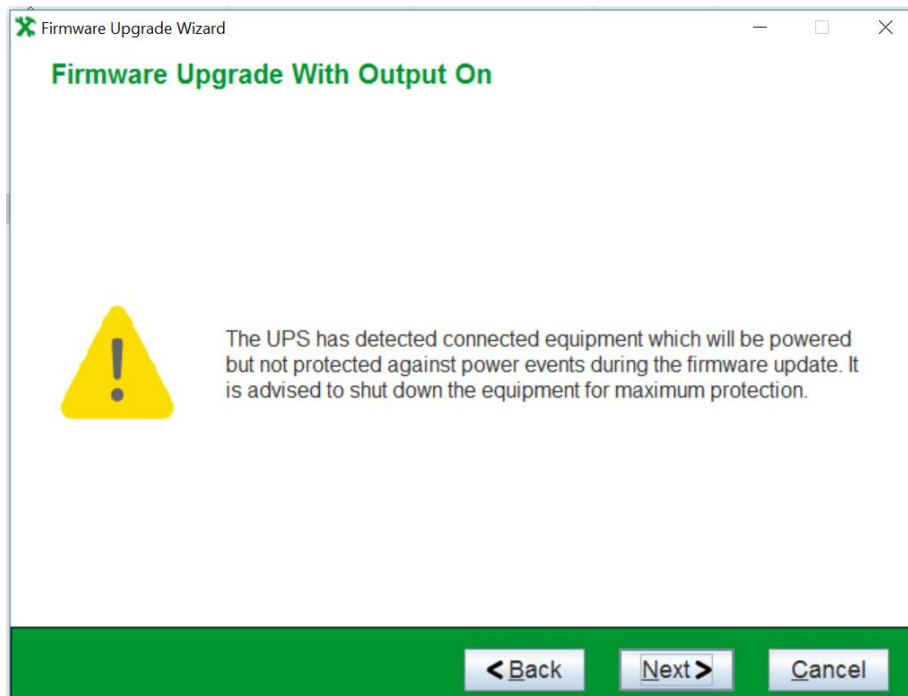 Firmware Upgrade Wizard
Firmware Upgrade With Output On
!
The UPS has detected connected equipment which will be powered
but not protected against power events during the firmware update. It
is advised to shut down the equipment for maximum protection.
< Back Next > Cancel